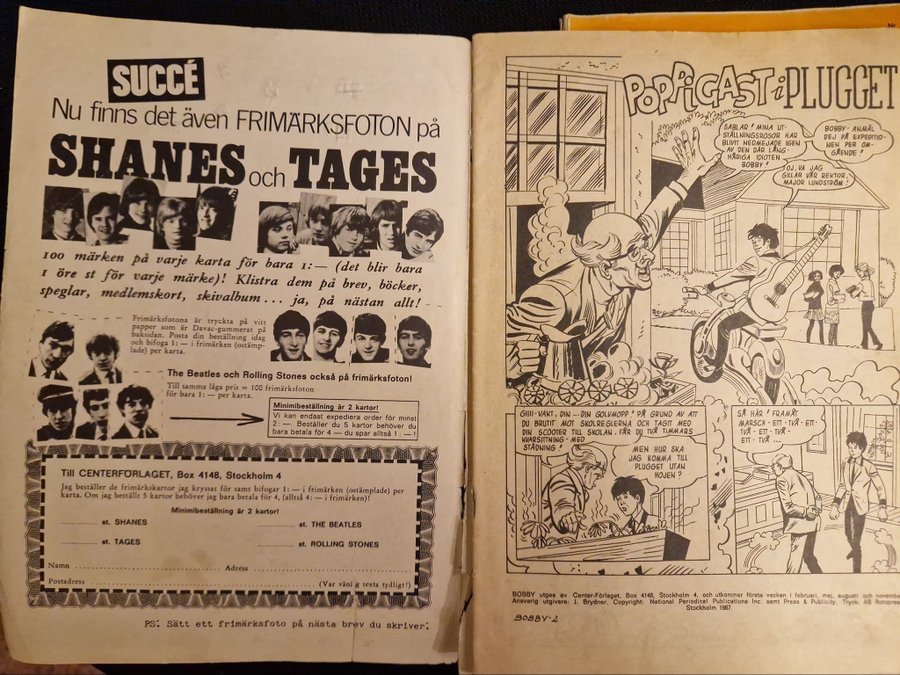 SUCCÉ
Nu finns det även FRIMÄRKSFOTON på
SHANES och TAGES
100 märken på varje karta för bara 1:— (det blir bara
1 öre st för varje märke)! Klistra dem på brev, böcker,
speglar, medlemskort, skivalbum... ja, på nästan allt!
Frimärksfotona är tryckta på vitt
papper som är Davac-gummerat på
baksidan. Posta din beställning idag
och bifoga 1:— i frimärken (ostämp-
lade) per karta.
The Beatles och Rolling Stones också på frimärksfoton!
Till samma låga pris = 100 frimärksfoton
för bara 1:— per karta.
Minimibeställning är 2 kartor!
Vi kan endast expediera order för minst
2:—. Beställer du 5 kartor behöver du
bara betala för 4 — du spar alltså 1:—!
Till CENTERFÖRLAGET, Box 4148, Stockholm 4
Jag beställer de frimärkskartor jag kryssat för samt bifogar 1:— i frimärken (ostämplade) per
karta. Om jag beställt 5 kartor behöver jag bara betala för 4, (alltså 4:— i frimärken)!
Minimibeställning är 2 kartor!
st. SHANES
st. THE BEATLES
st. TAGES
st. ROLLING STONES
Namn Adress
Postadress (Var vänlig texta tydligt!)
PS! Sätt ett frimärksfoto på nästa brev du skriver!
POPPIGAST i PLUGGET
SABLAR! MINA UT-
STÄLLNINGSROSOR HAR
BLIVIT NERMEJADE IGEN
AV DEN DÄR LÅNG-
HÅRIGA IDIOTEN
BOBBY!
BOBBY - ANMÄL
DEJ PÅ EXPEDITIO-
NEN PER OM-
GÅENDE!
OJ, VA JAG
GILLAR VÅR REKTOR,
MAJOR LUNDSTRÖM!
GIIII-VAKT, DIN — DIN GOLVMOPP! PÅ GRUND AV ATT
DU BRUTIT MOT SKOLREGLERNA OCH TAGIT MED
DIN SCOOTER TILL SKOLAN, FÅR DU TVÅ TIMMARS
KVARSITTNING - MED
STÄDNING!
MEN HUR SKA
JAG KOMMA TILL
PLUGGET UTAN
HOJEN?
SÅ HÄR! FRAMÅT
MARSCH - ETT - TVÅ - ETT -
TVÅ - ETT - TVÅ -
ETT - TVÅ ...
BOBBY utges av Center-Förlaget, Box 4148, Stockholm 4, och utkommer första veckan i februari, maj, augusti och
Ansvarig utgivare: J. Brydner. Copyright: National Periodical Publications Inc. samt Press & Publicity. Tryck: AB
Stockholm 1967.
BOBBY-2
Nr